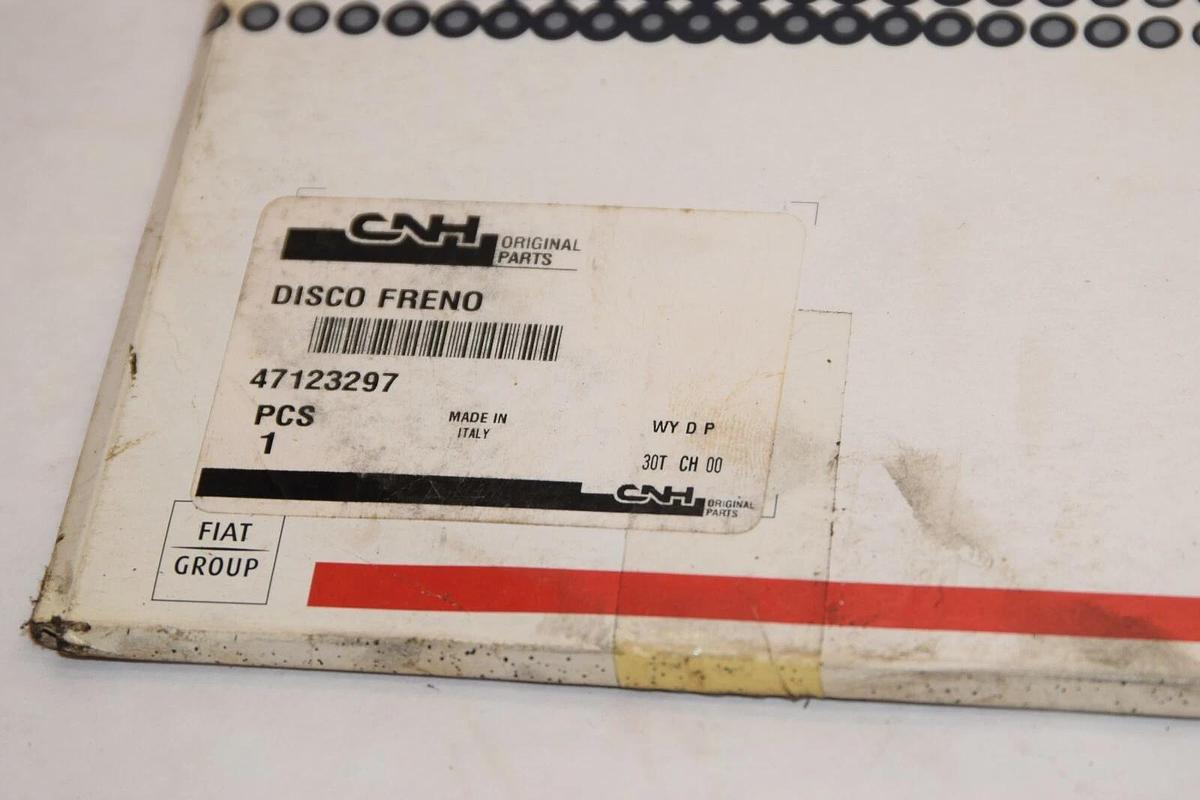 CNH
ORIGINAL
PARTS
DISCO FRENO
47123297
PCS
1
MADE IN
ITALY
WY D P
30T CH 00
CNH
ORIGINAL
PARTS
FIAT
GROUP